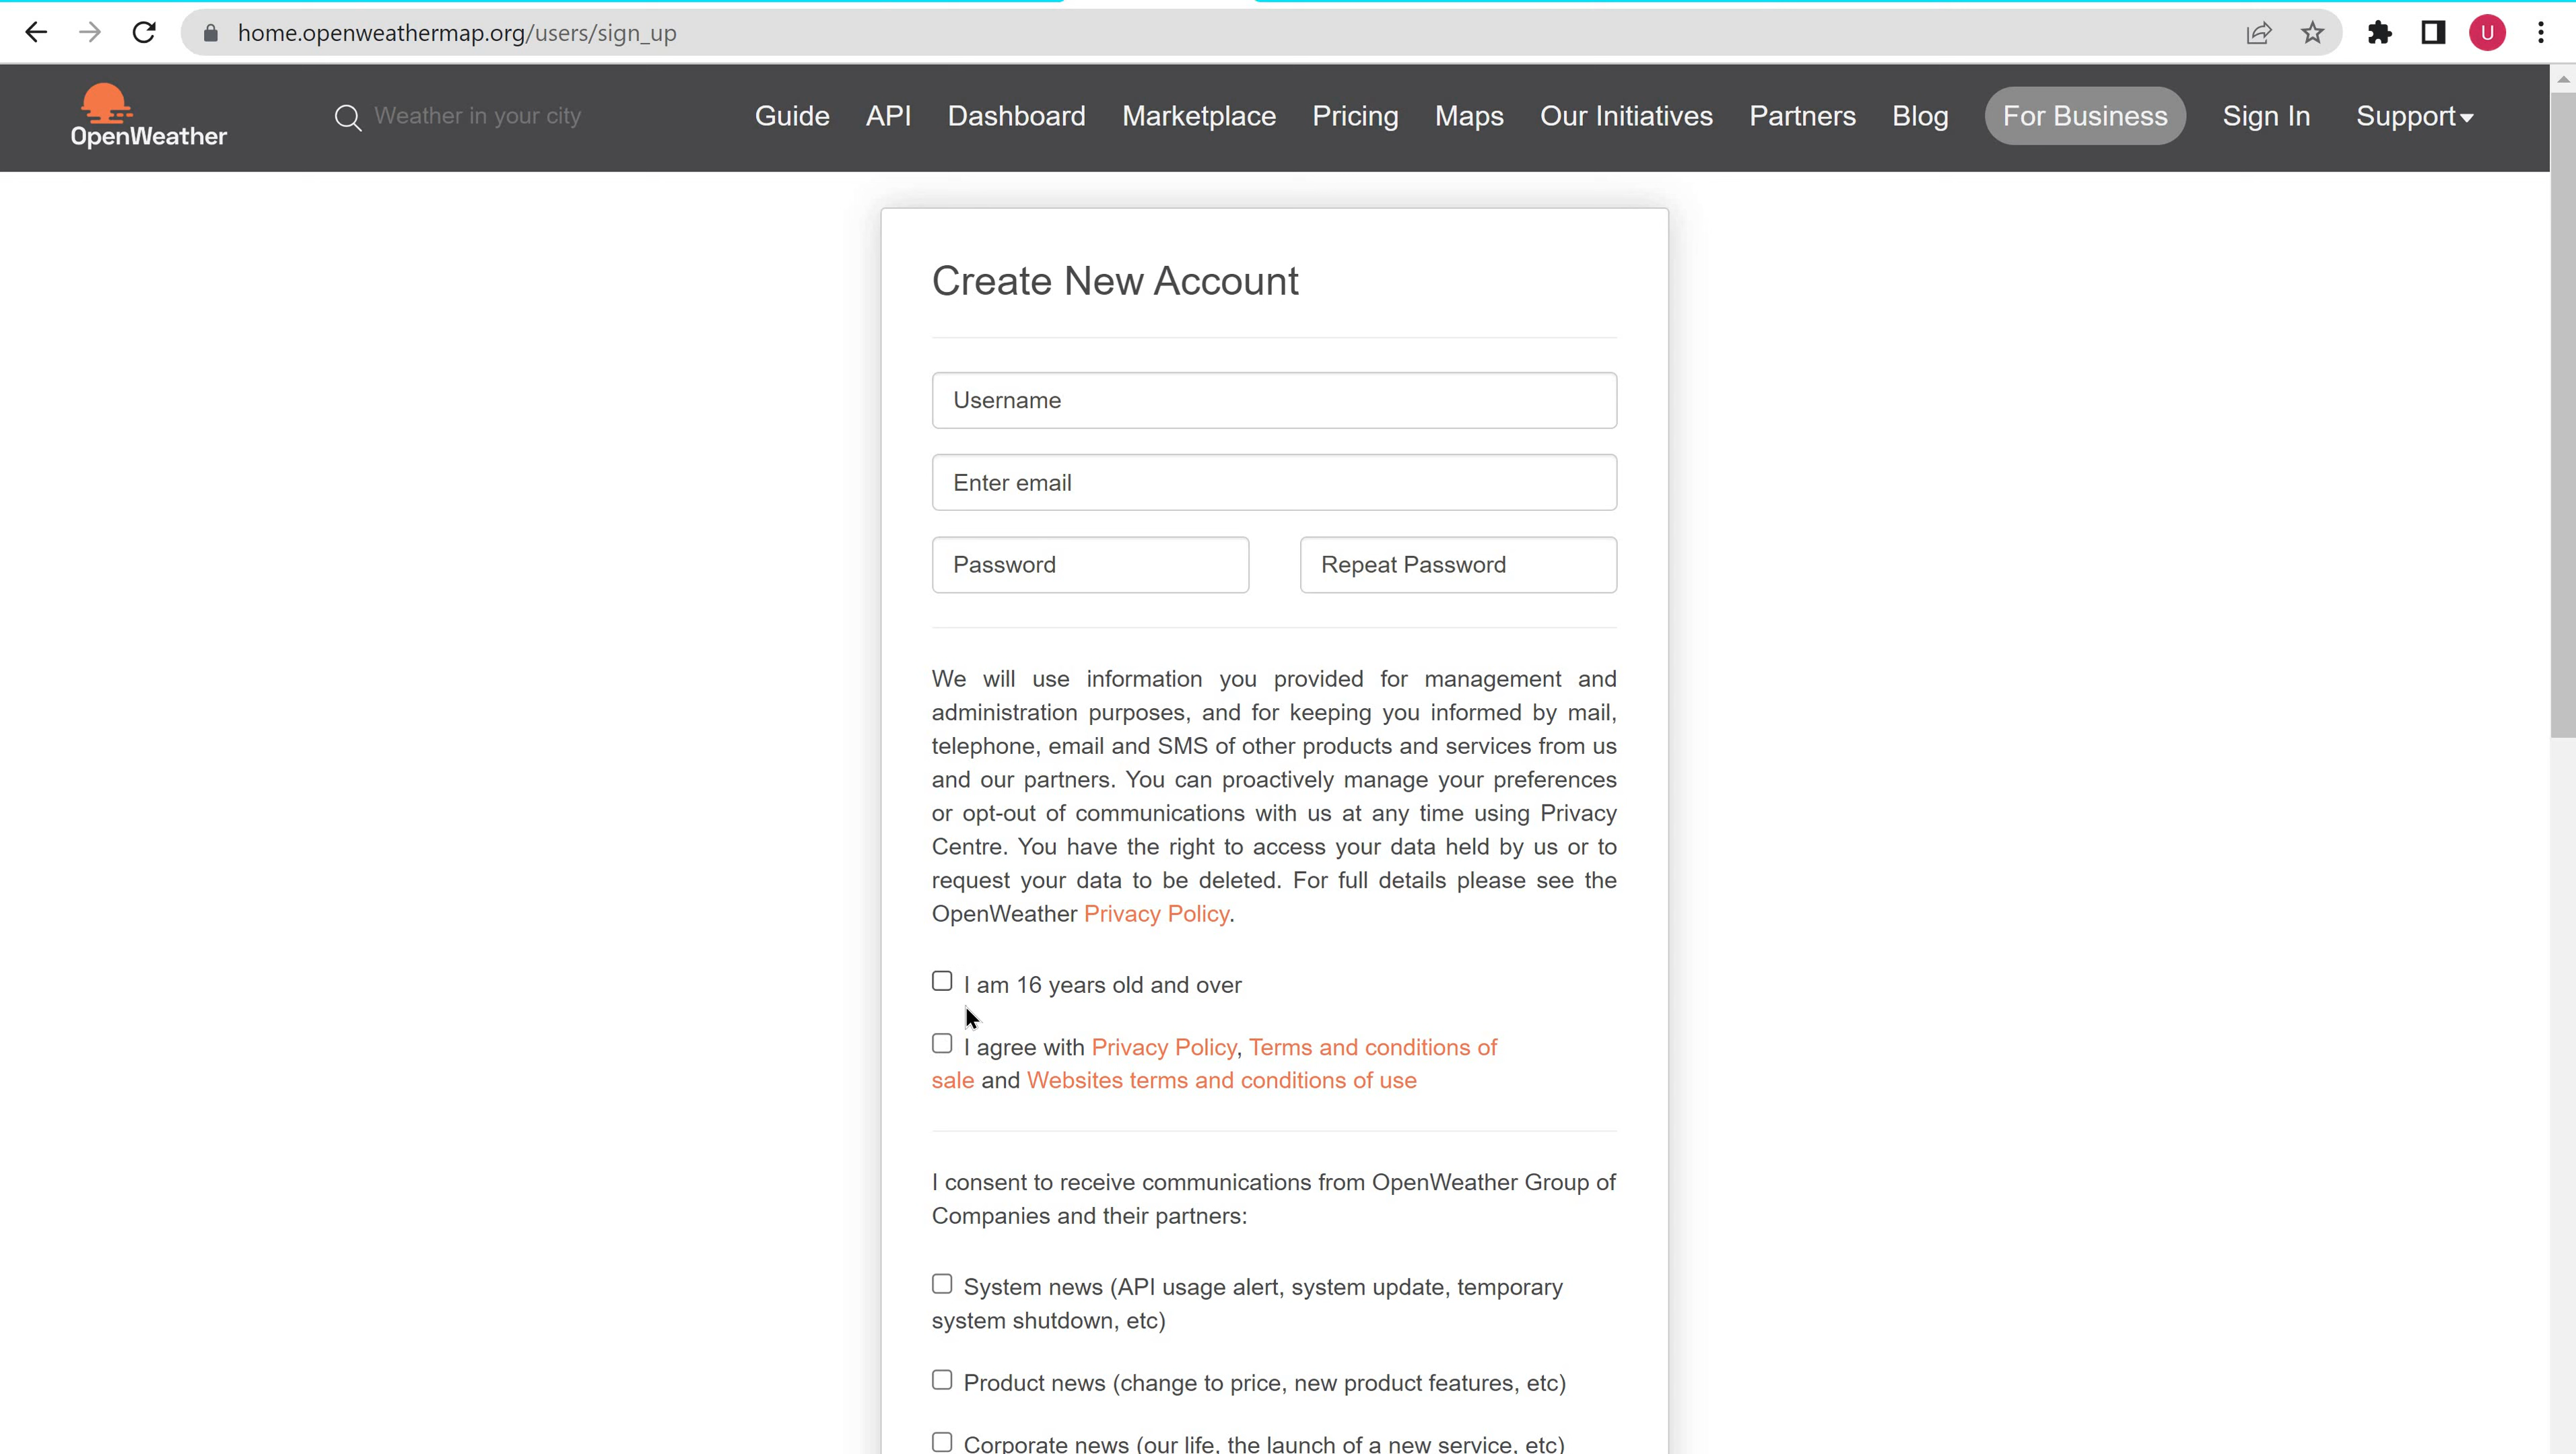 home.openweathermap.org/users/sign_up
U
OpenWeather
Weather in your city
Guide API Dashboard Marketplace Pricing Maps Our Initiatives Partners Blog For Business Sign In Support
Create New Account
Username
Enter email
Password Repeat Password
We will use information you provided for management and
administration purposes, and for keeping you informed by mail,
telephone, email and SMS of other products and services from us
and our partners. You can proactively manage your preferences
or opt-out of communications with us at any time using Privacy
Centre. You have the right to access your data held by us or to
request your data to be deleted. For full details please see the
OpenWeather Privacy Policy.
I am 16 years old and over
I agree with Privacy Policy, Terms and conditions of
sale and Websites terms and conditions of use
I consent to receive communications from OpenWeather Group of
Companies and their partners:
System news (API usage alert, system update, temporary
system shutdown, etc)
Product news (change to price, new product features, etc)
Corporate news (our life, the launch of a new service, etc)